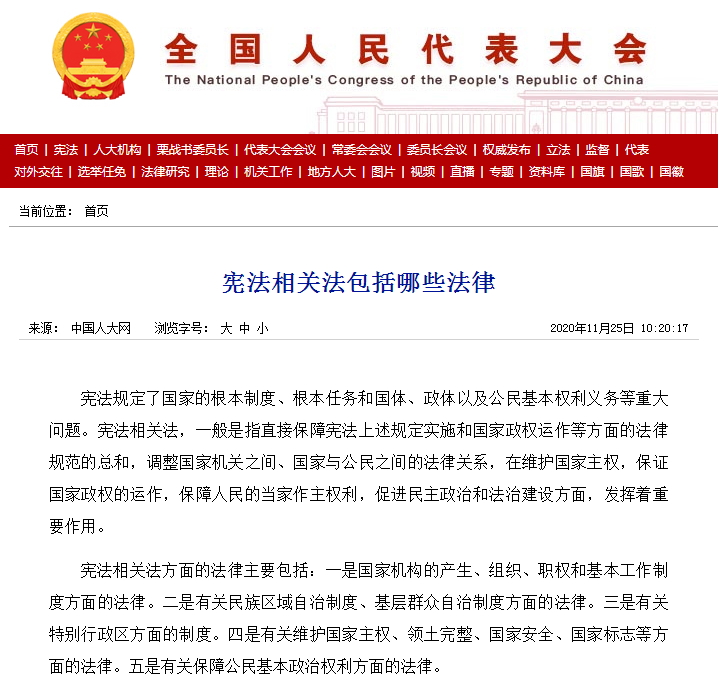 全国人民代表大会
The National People's Congress of the People's Republic of China
首页 | 宪法 | 人大机构 | 栗战书委员长 | 代表大会会议 | 常委会会议 | 委员长会议 | 权威发布 | 立法 | 监督 | 代表
对外交往 | 选举任免 | 法律研究 | 理论 | 机关工作 | 地方人大 | 图片 | 视频 | 直播 | 专题 | 资料库 | 国旗 | 国歌 | 国徽
当前位置： 首页
宪法相关法包括哪些法律
来源： 中国人大网 浏览字号： 大 中 小 2020年11月25日 10:20:17
宪法规定了国家的根本制度、根本任务和国体、政体以及公民基本权利义务等重大
问题。宪法相关法，一般是指直接保障宪法上述规定实施和国家政权运作等方面的法律
规范的总和，调整国家机关之间、国家与公民之间的法律关系，在维护国家主权，保证
国家政权的运作，保障人民的当家作主权利，促进民主政治和法治建设方面，发挥着重
要作用。
宪法相关法方面的法律主要包括：一是国家机构的产生、组织、职权和基本工作制
度方面的法律。二是有关民族区域自治制度、基层群众自治制度方面的法律。三是有关
特别行政区方面的制度。四是有关维护国家主权、领土完整、国家安全、国家标志等方
面的法律。五是有关保障公民基本政治权利方面的法律。